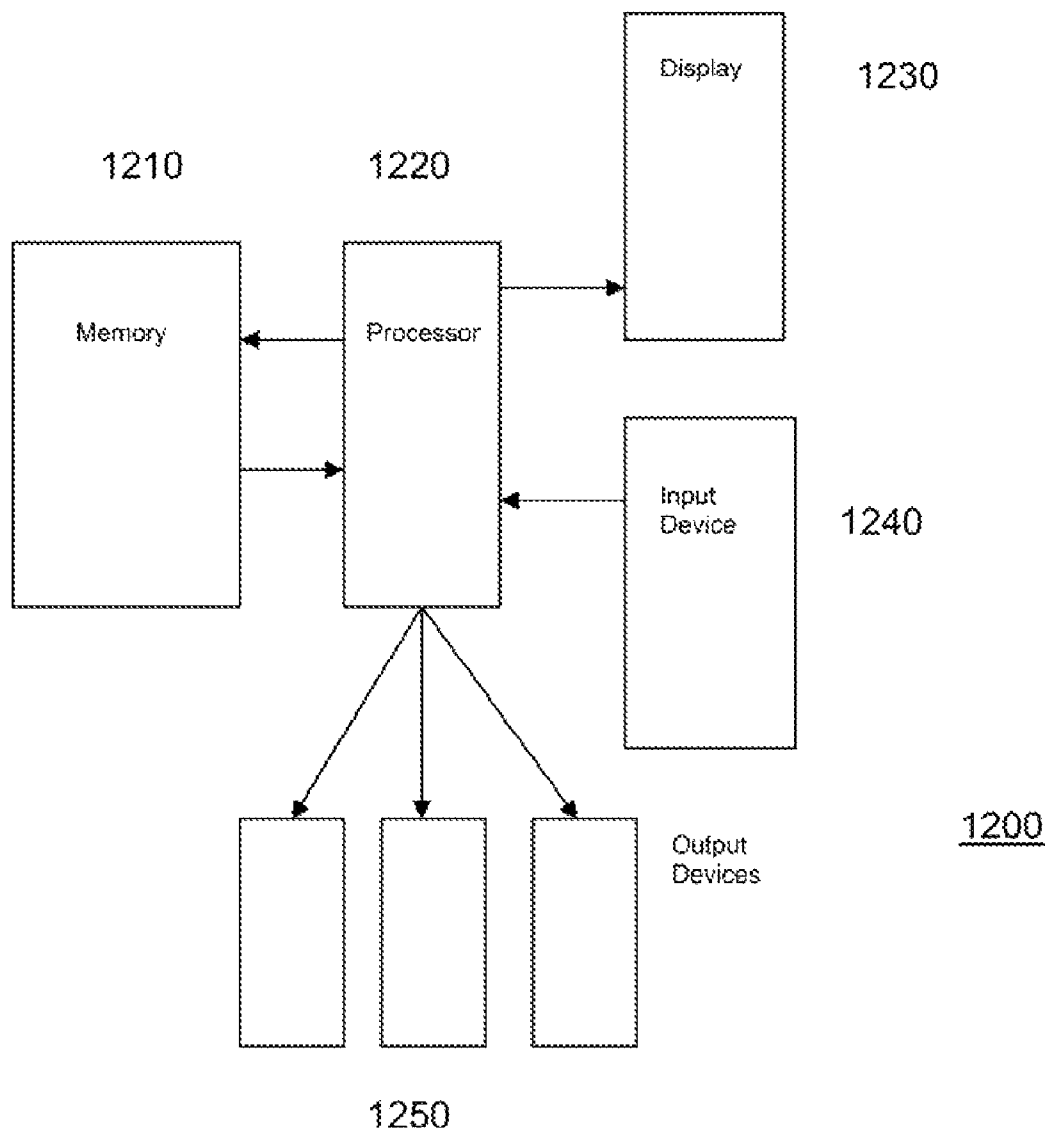 Display
1230
1210
1220
Memory
Processor
Input
Device
1240
Output
Devices
1200
1250